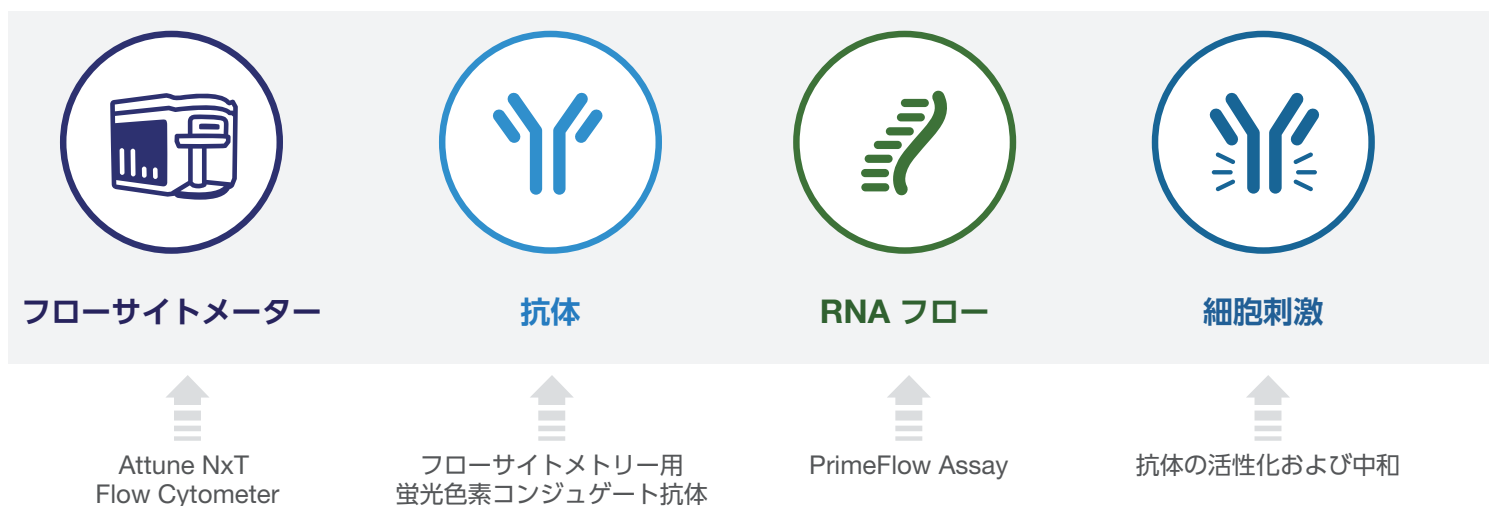 フローサイトメーター
抗体
RNA フロー
細胞刺激
Attune NxT
Flow Cytometer
フローサイトメトリー用
蛍光色素コンジュゲート抗体
PrimeFlow Assay
抗体の活性化および中和